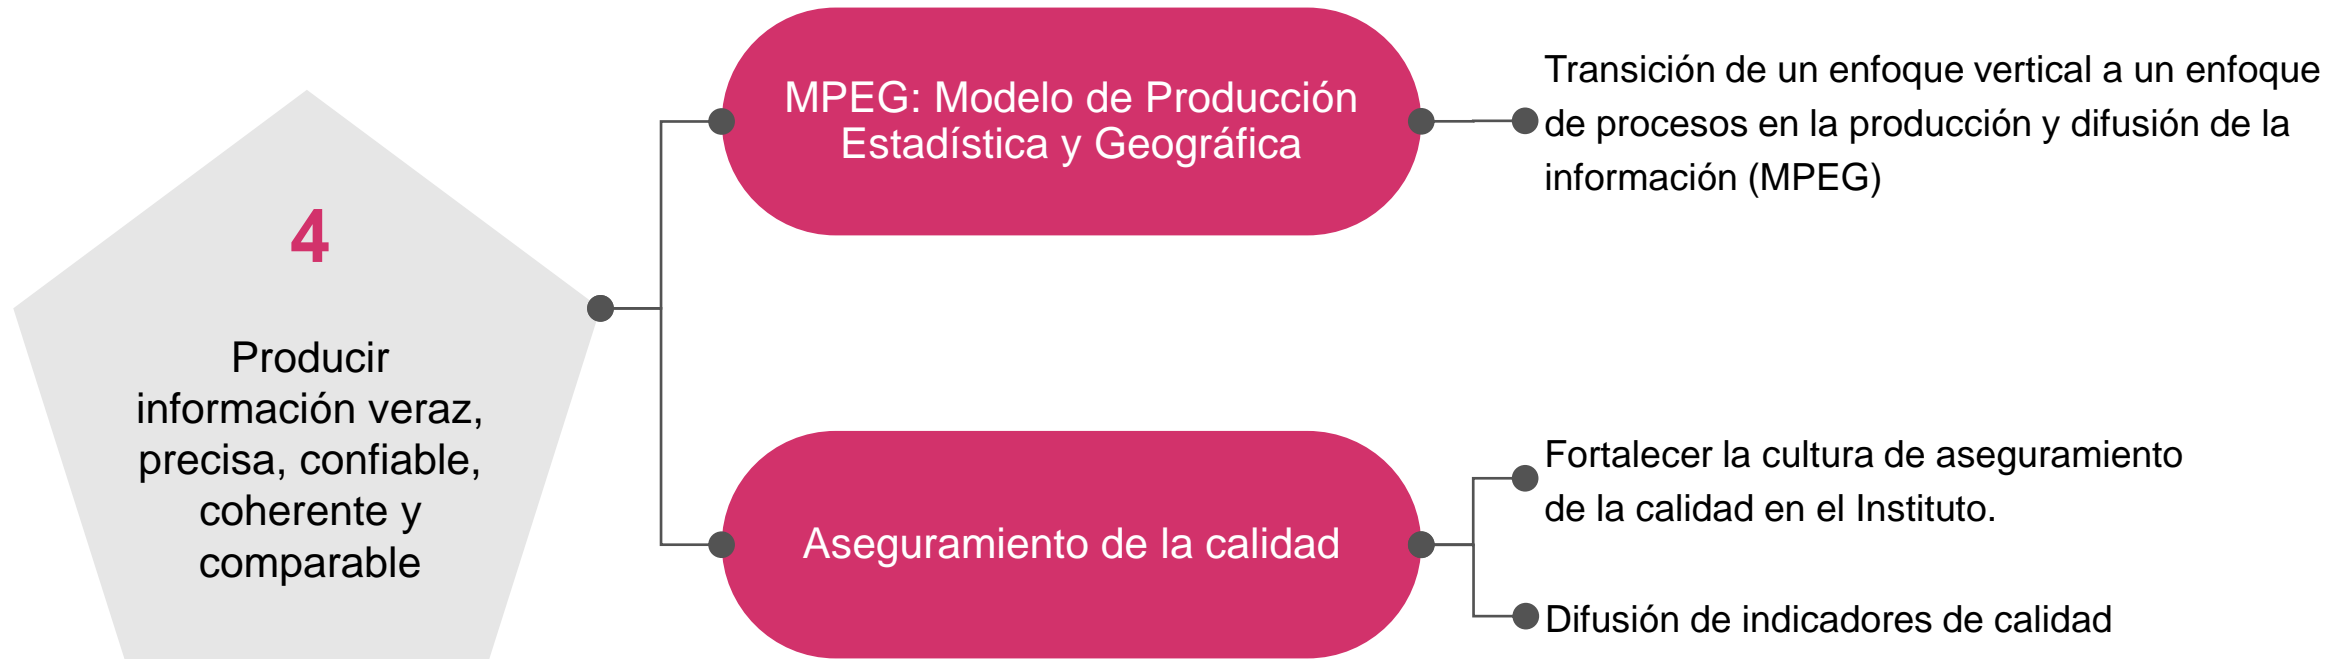 4
Producir
información veraz,
precisa, confiable,
coherente y
comparable
MPEG: Modelo de Producción
Estadística y Geográfica
Transición de un enfoque vertical a un enfoque
de procesos en la producción y difusión de la
información (MPEG)
Aseguramiento de la calidad
Fortalecer la cultura de aseguramiento
de la calidad en el Instituto.
Difusión de indicadores de calidad